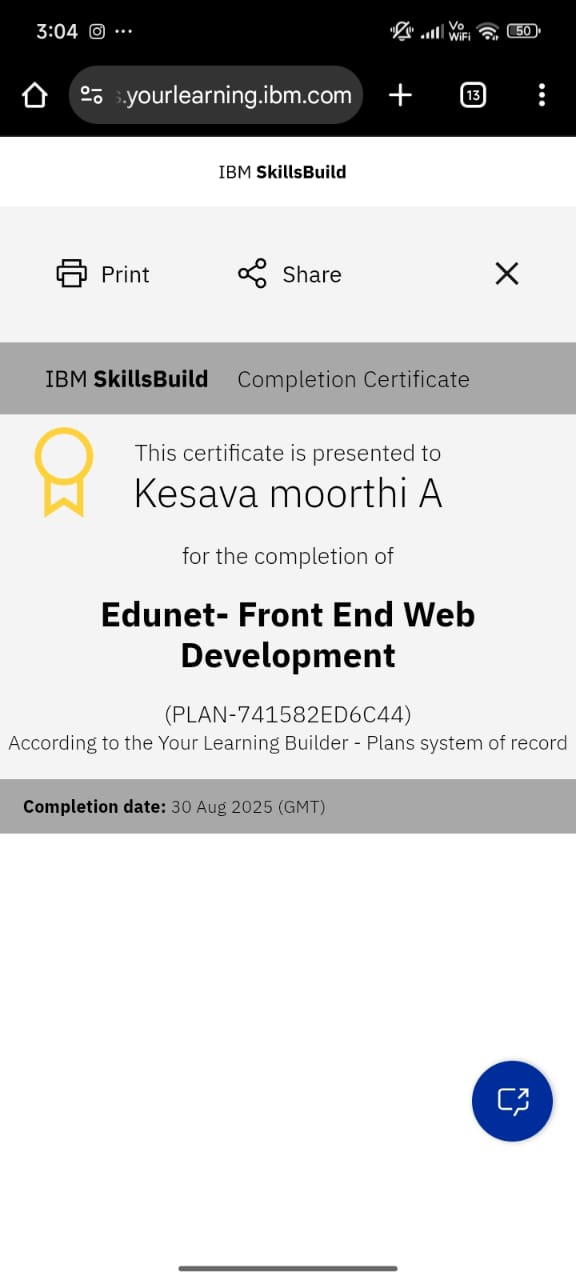 3:04
Vo
WiFi
50
s.yourlearning.ibm.com
13
IBM SkillsBuild
Print
Share
IBM SkillsBuild Completion Certificate
This certificate is presented to
Kesava moorthi A
for the completion of
Edunet- Front End Web
Development
(PLAN-741582ED6C44)
According to the Your Learning Builder - Plans system of record
Completion date: 30 Aug 2025 (GMT)